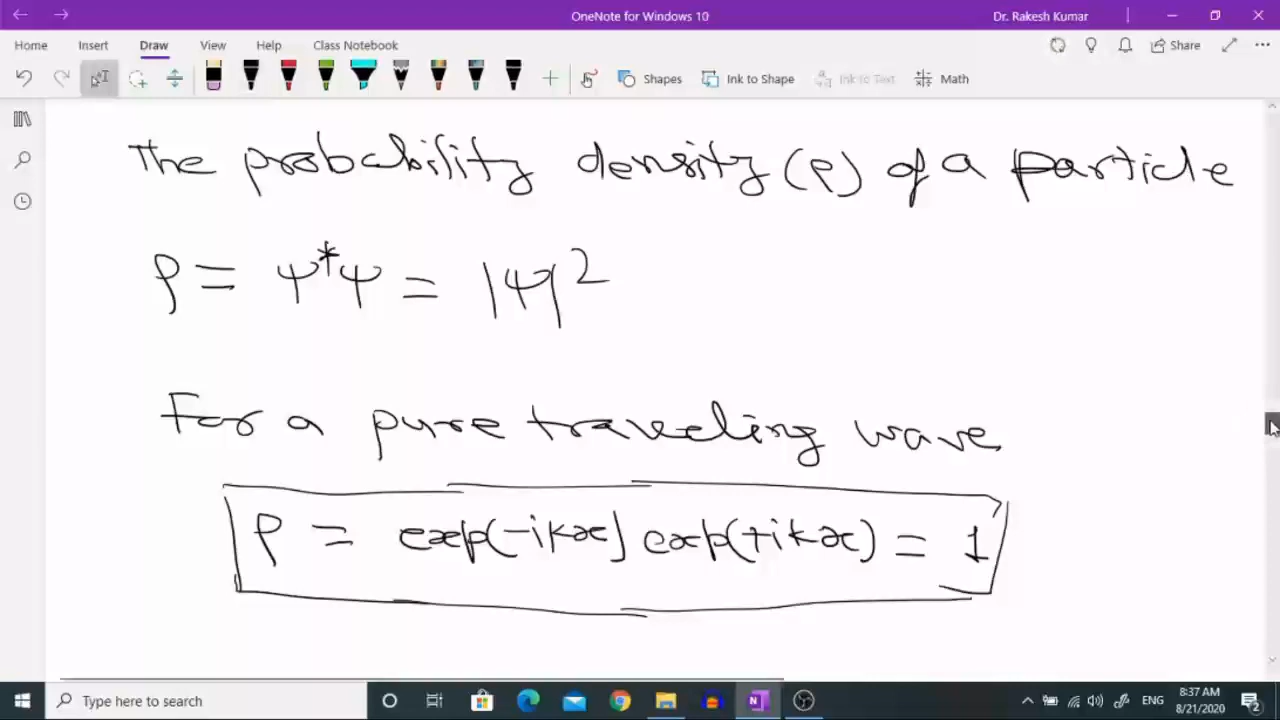 OneNote for Windows 10
Dr. Rakesh Kumar
Home Insert Draw View Help Class Notebook Share
Shapes Ink to Shape Ink to Text Math
The probability density (ρ) of a particle
ρ = ψ*ψ = |ψ|²
For a pure traveling wave
ρ = exp(-ikx] exp(+ikx) = 1
Type here to search
ENG
8:37 AM
8/21/2020
2